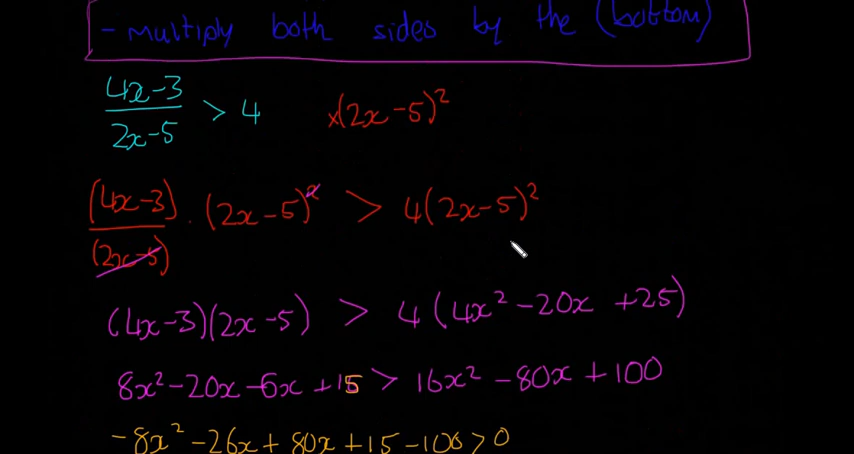 - multiply both sides by the (bottom)
(4x-3)/(2x-5) > 4 ×(2x-5)²
(4x-3)/(2x-5) . (2x-5)² > 4(2x-5)²
(4x-3)(2x-5) > 4(4x²-20x+25)
8x²-20x-6x+15 > 16x²-80x+100
-8x²-26x+80x+15-100>0